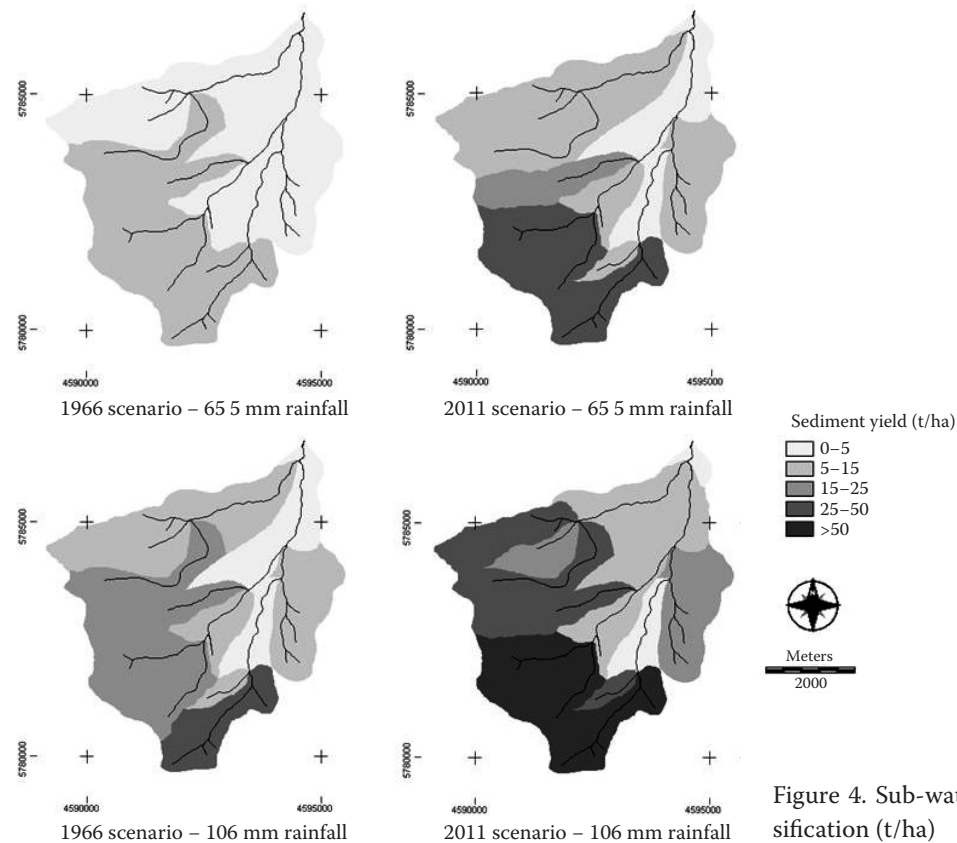 5785000
5780000
4590000
4595000
1966 scenario – 65 5 mm rainfall
4590000
4595000
2011 scenario – 65 5 mm rainfall
Sediment yield (t/ha)
0–5
5–15
15–25
25–50
>50
5785000
5780000
4590000
4595000
1966 scenario – 106 mm rainfall
5785000
5780000
4590000
4595000
2011 scenario – 106 mm rainfall
5785000
5780000
Meters
2000
Figure 4. Sub-wat
sification (t/ha)